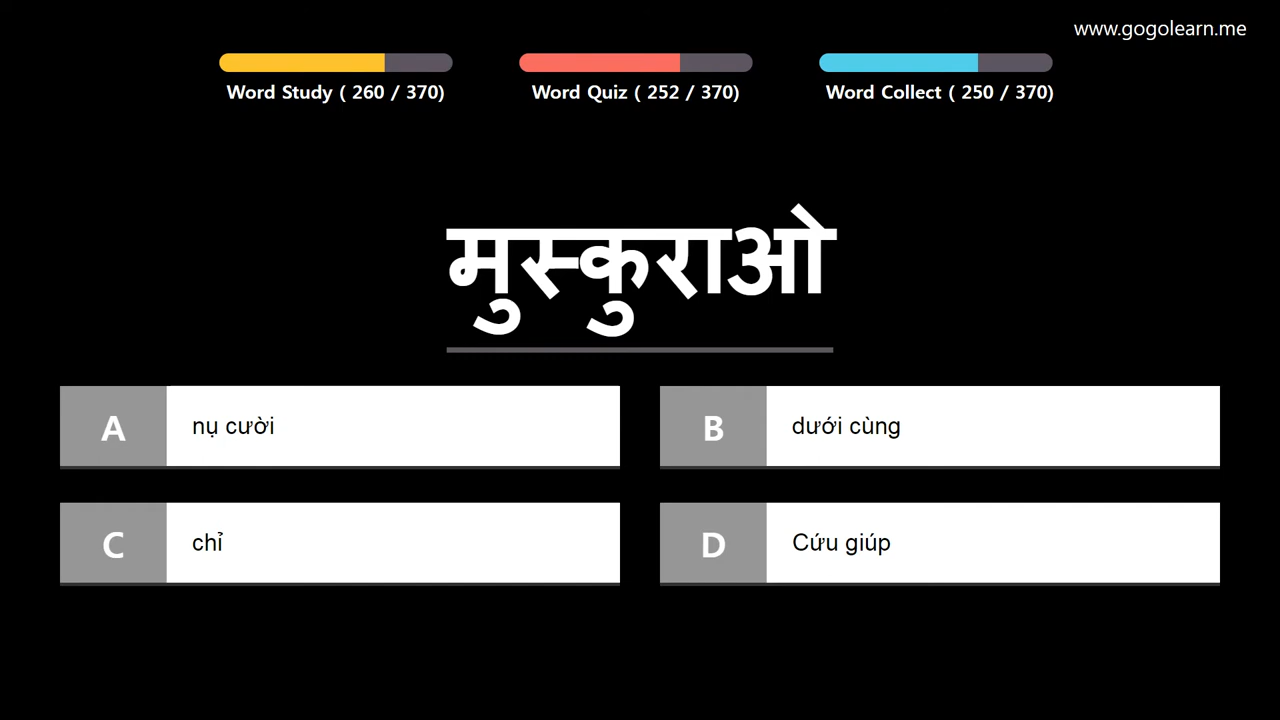 www.gogolearn.me
Word Study ( 260 / 370)
Word Quiz ( 252 / 370)
Word Collect ( 250 / 370)
मुस्कुराओ
A nụ cười
B dưới cùng
C chỉ
D Cứu giúp